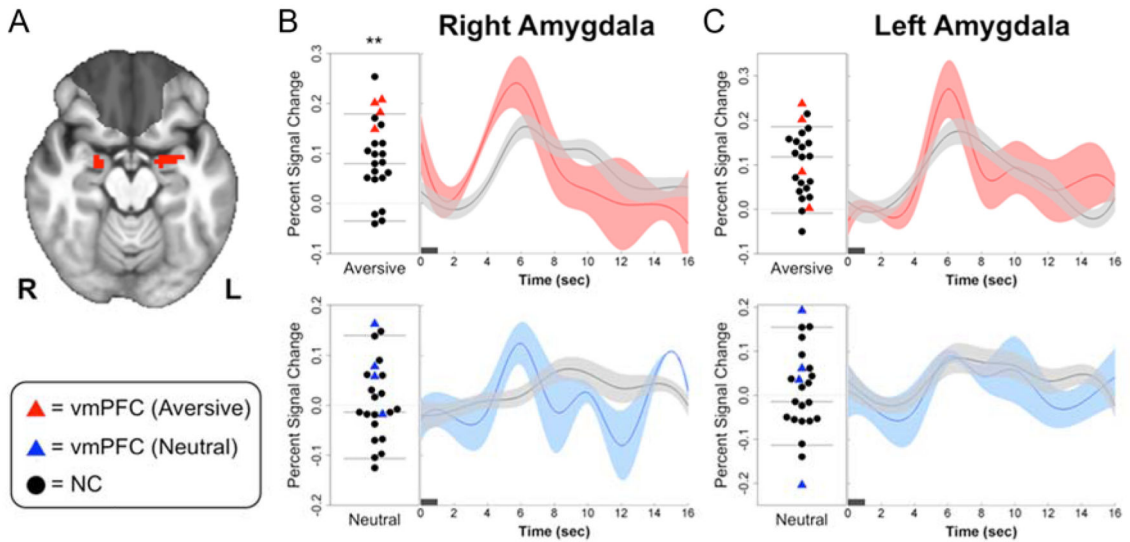 A
R
L
▲ = vmPFC (Aversive)
▲ = vmPFC (Neutral)
● = NC
B
Right Amygdala
**
Percent Signal Change
0.3
0.2
0.1
0.0
-0.1
Aversive
0 2 4 6 8 10 12 14 16
Time (sec)
Percent Signal Change
0.2
0.1
0.0
-0.1
-0.2
Neutral
0 2 4 6 8 10 12 14 16
Time (sec)
C
Left Amygdala
Percent Signal Change
0.3
0.2
0.1
0.0
-0.1
Aversive
0 2 4 6 8 10 12 14 16
Time (sec)
Percent Signal Change
0.2
0.1
0.0
-0.1
-0.2
Neutral
0 2 4 6 8 10 12 14 16
Time (sec)